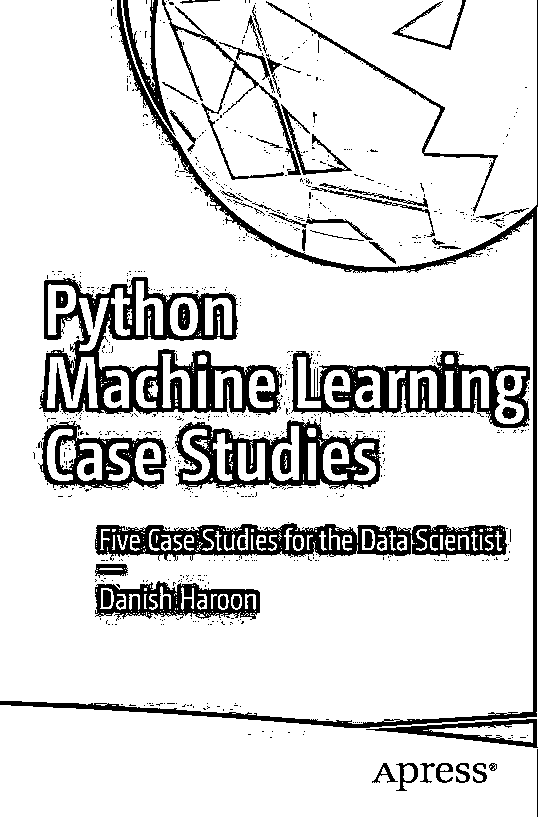 Python
Machine Learning
Case Studies
Five Case Studies for the Data Scientist
—
Danish Haroon
Apress®